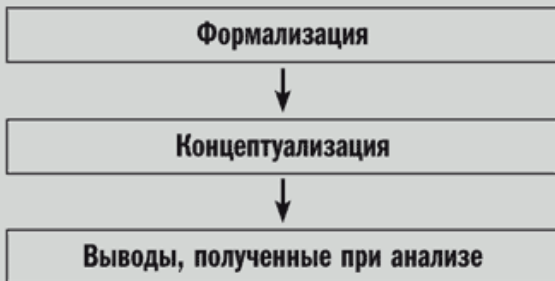 Формализация
Концептуализация
Выводы, полученные при анализе